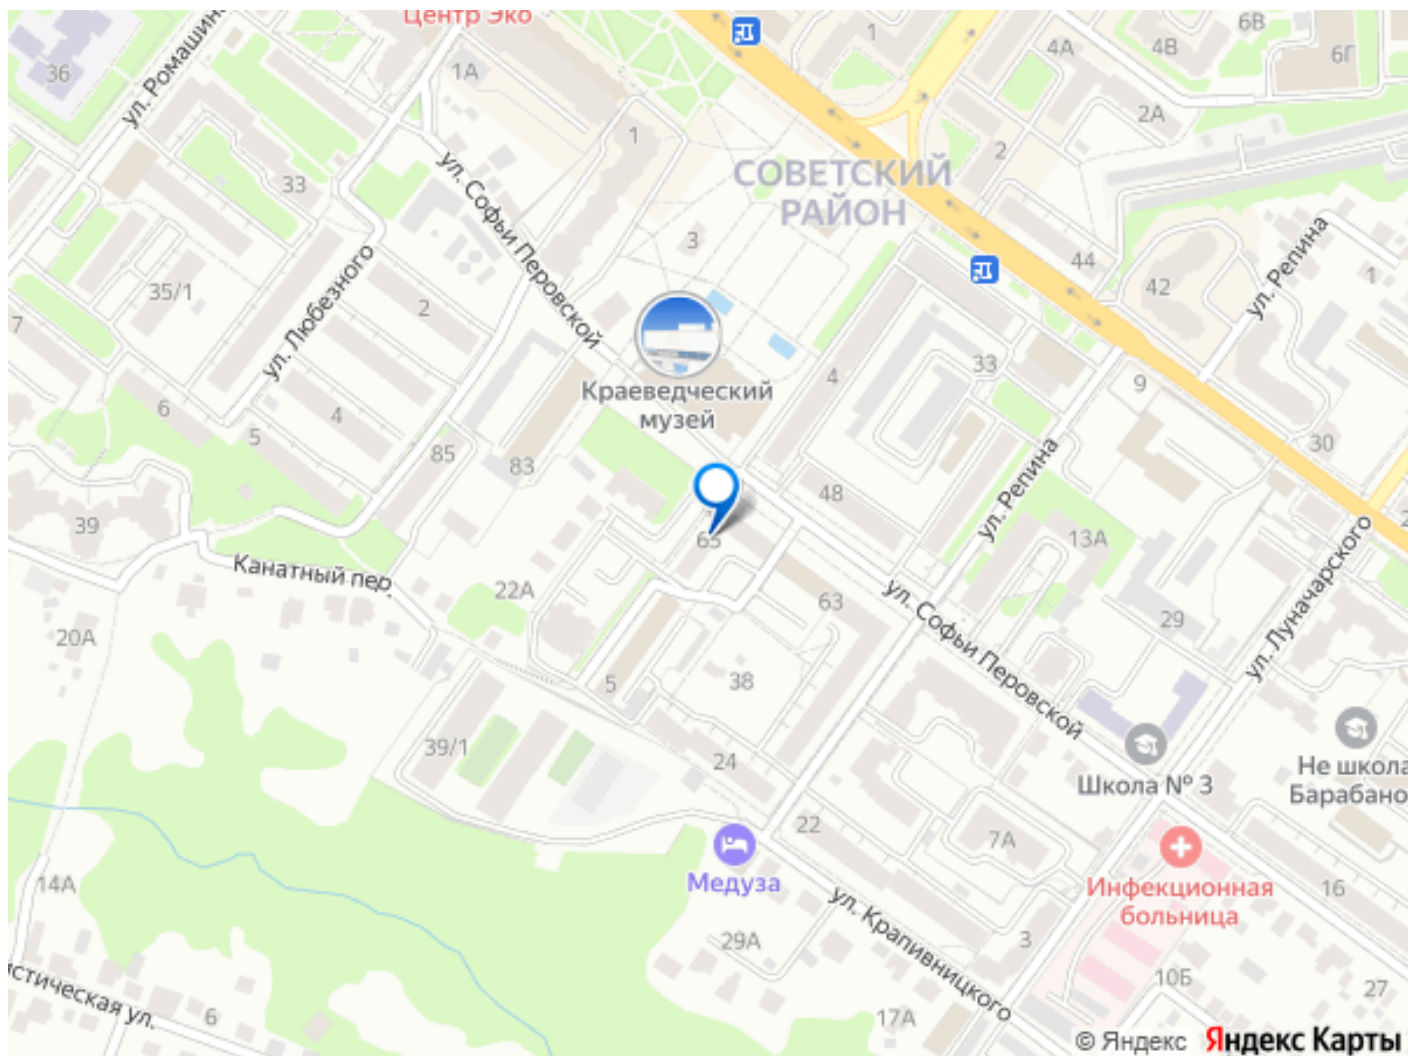 Центр Эко
36
ул. Ромашина
1А
1
6В
4А
4В
6Г
1
2А
2
СОВЕТСКИЙ
РАЙОН
33
ул. Софьи Перовской
3
44
42
ул. Репина
1
35/1
ул. Любезного
2
7
Краеведческий
музей
4
33
9
6
4
5
85
83
30
48
ул. Репина
39
65
13А
2
Канатный пер.
22А
63
ул. Софьи Перовской
29
ул. Луначарского
20А
5
38
39/1
24
Школа № 3
Не школа
Барабано
22
7А
Медуза
14А
Инфекционная
больница
16
29А
ул. Крапивницкого
3
10Б
27
истическая ул.
6
17А
© Яндекс Яндекс Карты